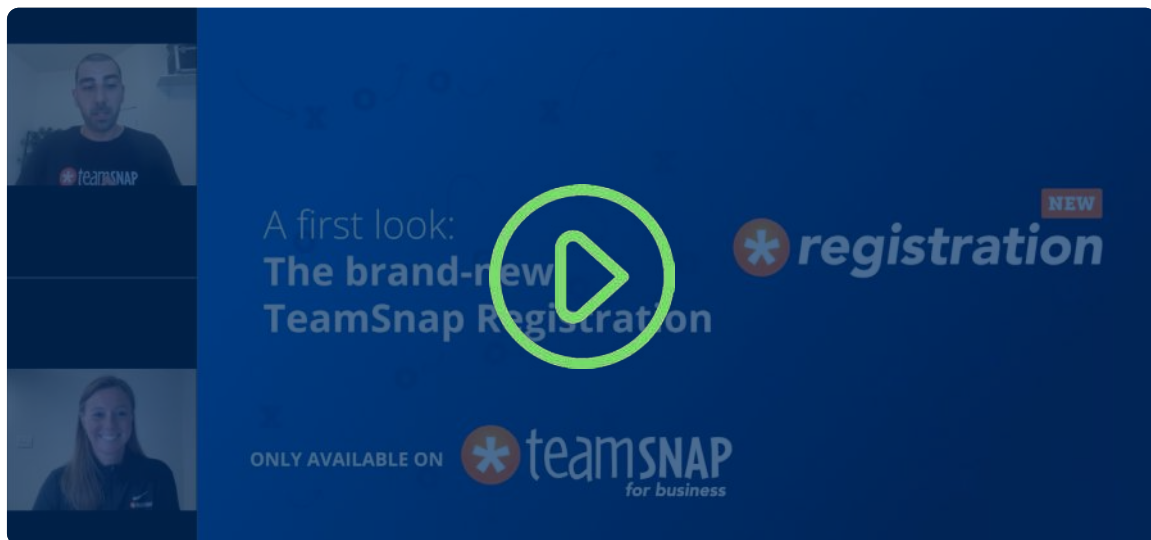 teamSNAP
A first look:
The brand-new
TeamSnap Registration
NEW
registration
ONLY AVAILABLE ON
teamSNAP
for business